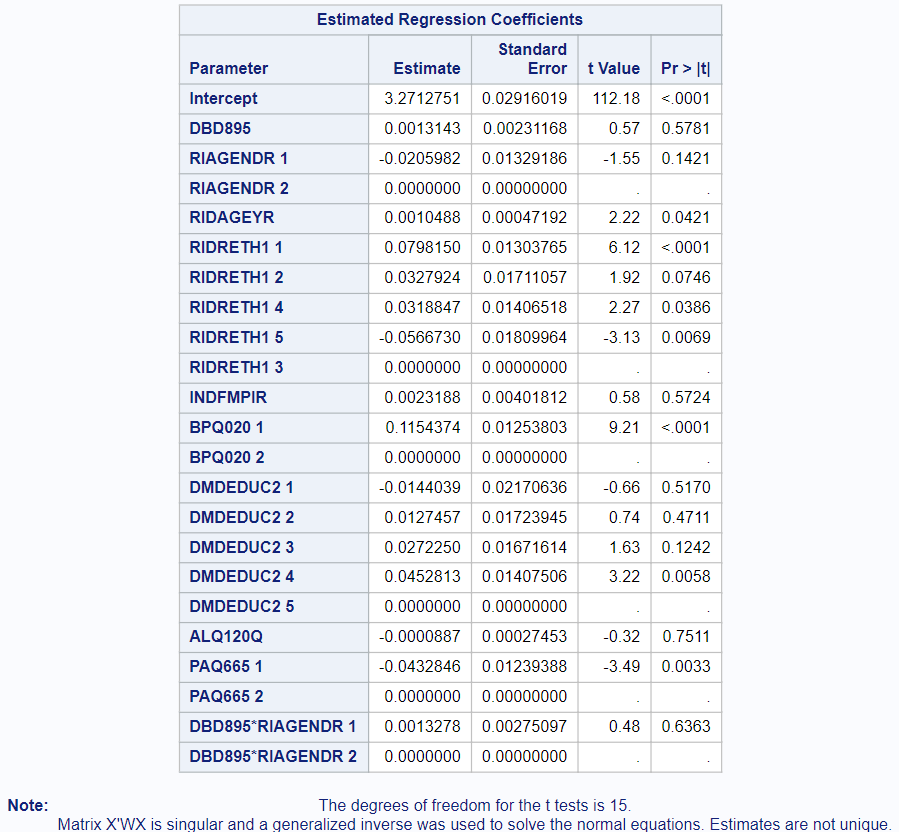 Estimated Regression Coefficients
Parameter Estimate Standard Error t Value Pr > |t|
Intercept 3.2712751 0.02916019 112.18 <.0001
DBD895 0.0013143 0.00231168 0.57 0.5781
RIAGENDR 1 -0.0205982 0.01329186 -1.55 0.1421
RIAGENDR 2 0.0000000 0.00000000 . .
RIDAGEYR 0.0010488 0.00047192 2.22 0.0421
RIDRETH1 1 0.0798150 0.01303765 6.12 <.0001
RIDRETH1 2 0.0327924 0.01711057 1.92 0.0746
RIDRETH1 4 0.0318847 0.01406518 2.27 0.0386
RIDRETH1 5 -0.0566730 0.01809964 -3.13 0.0069
RIDRETH1 3 0.0000000 0.00000000 . .
INDFMPIR 0.0023188 0.00401812 0.58 0.5724
BPQ020 1 0.1154374 0.01253803 9.21 <.0001
BPQ020 2 0.0000000 0.00000000 . .
DMDEDUC2 1 -0.0144039 0.02170636 -0.66 0.5170
DMDEDUC2 2 0.0127457 0.01723945 0.74 0.4711
DMDEDUC2 3 0.0272250 0.01671614 1.63 0.1242
DMDEDUC2 4 0.0452813 0.01407506 3.22 0.0058
DMDEDUC2 5 0.0000000 0.00000000 . .
ALQ120Q -0.0000887 0.00027453 -0.32 0.7511
PAQ665 1 -0.0432846 0.01239388 -3.49 0.0033
PAQ665 2 0.0000000 0.00000000 . .
DBD895*RIAGENDR 1 0.0013278 0.00275097 0.48 0.6363
DBD895*RIAGENDR 2 0.0000000 0.00000000 . .
Note: The degrees of freedom for the t tests is 15.
Matrix X'WX is singular and a generalized inverse was used to solve the normal equations. Estimates are not unique.